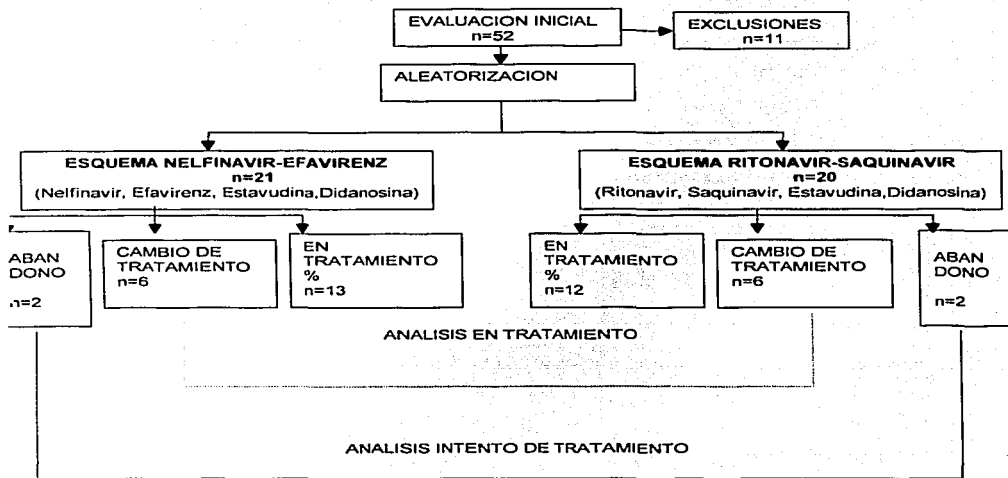 EVALUACION INICIAL
n=52
EXCLUSIONES
n=11
ALEATORIZACION
ESQUEMA NELFINAVIR-EFAVIRENZ
n=21
(Nelfinavir, Efavirenz, Estavudina,Didanosina)
ESQUEMA RITONAVIR-SAQUINAVIR
n=20
(Ritonavir, Saquinavir, Estavudina,Didanosina)
ABAN
DONO
n=2
CAMBIO DE
TRATAMIENTO
n=6
EN
TRATAMIENTO
%
n=13
EN
TRATAMIENTO
%
n=12
CAMBIO DE
TRATAMIENTO
n=6
ABAN
DONO
n=2
ANALISIS EN TRATAMIENTO
ANALISIS INTENTO DE TRATAMIENTO